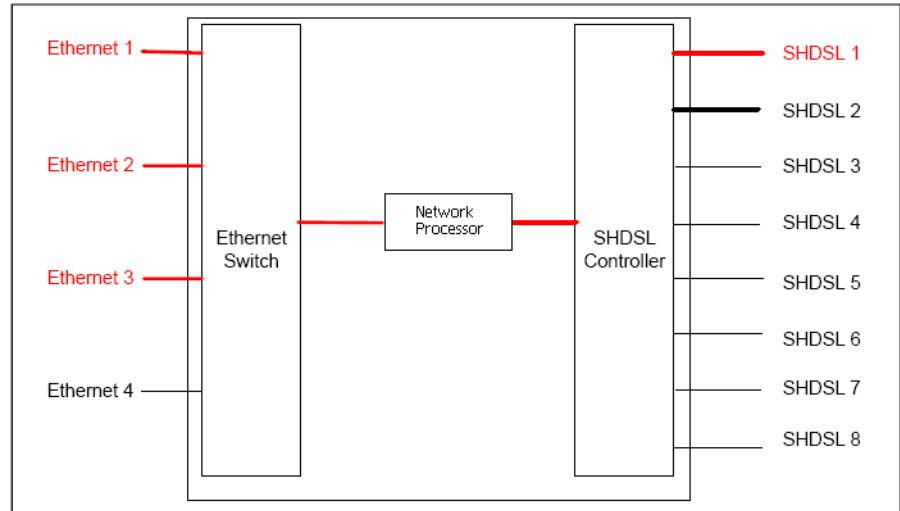 Ethernet 1
Ethernet 2
Ethernet 3
Ethernet 4
Ethernet
Switch
Network
Processor
SHDSL
Controller
SHDSL 1
SHDSL 2
SHDSL 3
SHDSL 4
SHDSL 5
SHDSL 6
SHDSL 7
SHDSL 8